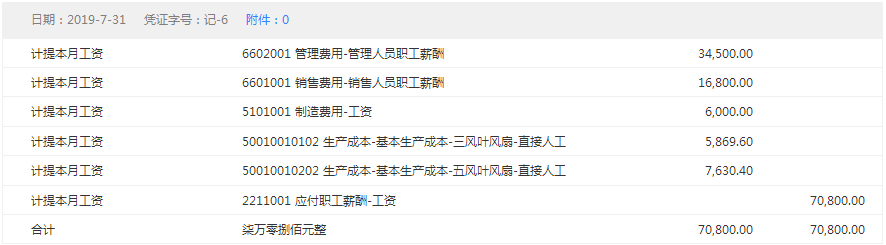 日期：2019-7-31 凭证字号：记-6 附件：0
计提本月工资 6602001 管理费用-管理人员职工薪酬 34,500.00
计提本月工资 6601001 销售费用-销售人员职工薪酬 16,800.00
计提本月工资 5101001 制造费用-工资 6,000.00
计提本月工资 50010010102 生产成本-基本生产成本-三风叶风扇-直接人工 5,869.60
计提本月工资 50010010202 生产成本-基本生产成本-五风叶风扇-直接人工 7,630.40
计提本月工资 2211001 应付职工薪酬-工资 70,800.00
合计 柒万零捌佰元整 70,800.00 70,800.00